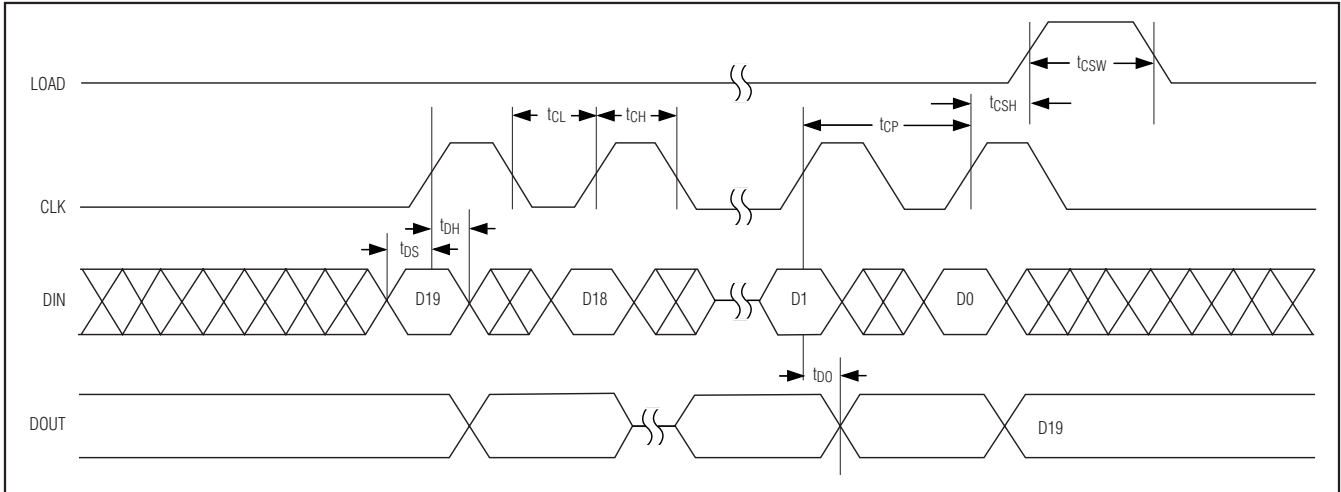 LOAD
tCSW
tCSH
tCL
tCH
tCP
CLK
tDH
tDS
DIN
D19
D18
D1
D0
tDO
DOUT
D19